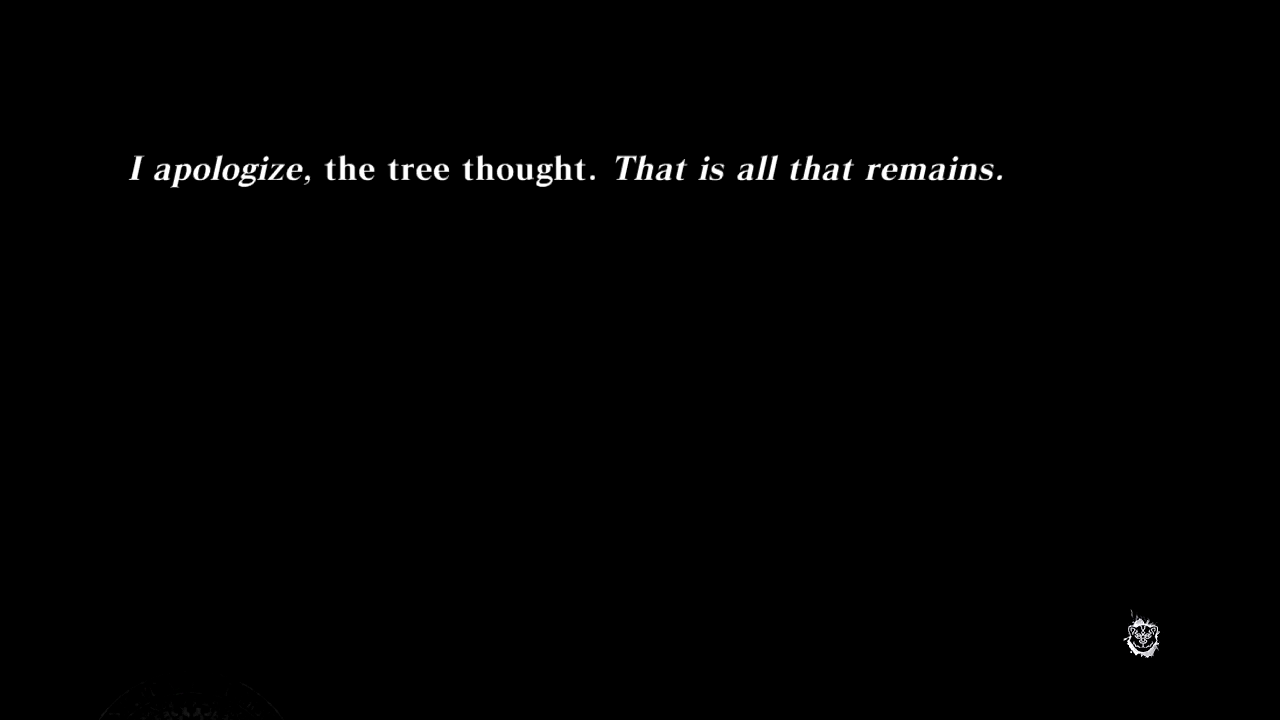 I apologize, the tree thought. That is all that remains.